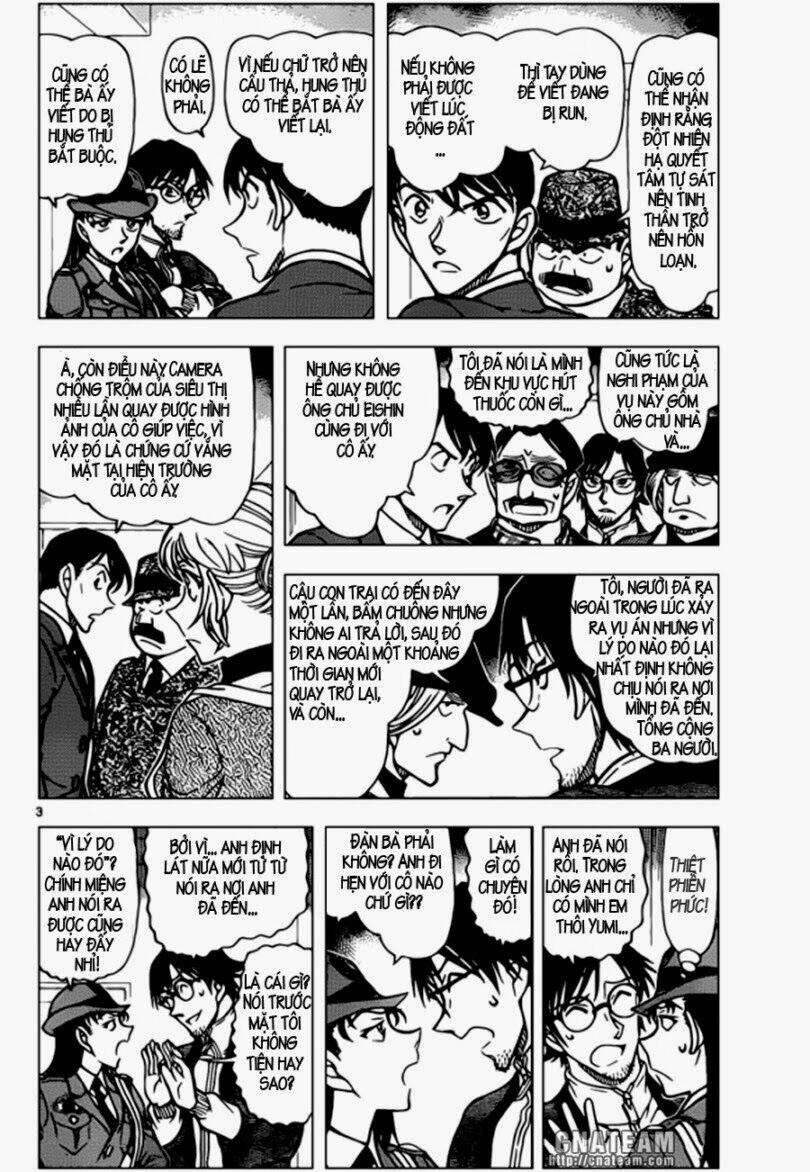 CŨNG CÓ
THỂ NHẬN
ĐỊNH RẰNG
ĐỘT NHIÊN
HẠ QUYẾT
TÂM TỰ SÁT
NÊN TINH
THẦN TRỞ
NÊN HỖN
LOẠN.
THÌ TAY DÙNG
ĐỂ VIẾT ĐANG
BỊ RUN.
NẾU KHÔNG
PHẢI ĐƯỢC
VIẾT LÚC
ĐỘNG ĐẤT
...
VÌ NẾU CHỮ TRỞ NÊN
CẨU THẢ, HUNG THỦ
CÓ THỂ BẮT BÀ ẤY
VIẾT LẠI.
CÓ LẼ
KHÔNG
PHẢI.
CŨNG CÓ
THỂ BÀ ẤY
VIẾT DO BỊ
HUNG THỦ
BẮT BUỘC.
CŨNG TỨC LÀ
NGHI PHẠM CỦA
VỤ NÀY GỒM
ÔNG CHỦ NHÀ
VÀ...
TÔI ĐÃ NÓI LÀ MÌNH
ĐẾN KHU VỰC HÚT
THUỐC CÒN GÌ...
NHƯNG KHÔNG
HỀ QUAY ĐƯỢC
ÔNG CHỦ EISHIN
CÙNG ĐI VỚI
CÔ ẤY.
À, CÒN ĐIỀU NÀY. CAMERA
CHỐNG TRỘM CỦA SIÊU THỊ
NHIỀU LẦN QUAY ĐƯỢC HÌNH
ẢNH CỦA CÔ GIÚP VIỆC, VÌ
VẬY ĐÓ LÀ CHỨNG CỨ VẮNG
MẶT TẠI HIỆN TRƯỜNG
CỦA CÔ ẤY.
TÔI, NGƯỜI ĐÃ RA
NGOÀI TRONG LÚC XẢY
RA VỤ ÁN NHƯNG VÌ
LÝ DO NÀO ĐÓ LẠI
NHẤT ĐỊNH KHÔNG
CHỊU NÓI RA NƠI
MÌNH ĐÃ ĐẾN.
TỔNG CỘNG
BA NGƯỜI.
CẬU CON TRAI CÓ ĐẾN ĐÂY
MỘT LẦN, BẤM CHUÔNG NHƯNG
KHÔNG AI TRẢ LỜI, SAU ĐÓ
ĐI RA NGOÀI MỘT KHOẢNG
THỜI GIAN MỚI
QUAY TRỞ LẠI,
VÀ CÒN...
3
THIỆT
PHIỀN
PHỨC!
ANH ĐÃ NÓI
RỒI, TRONG
LÒNG ANH CHỈ
CÓ MÌNH EM
THÔI YUMI...
LÀM
GÌ CÓ
CHUYỆN
ĐÓ!
ĐÀN BÀ PHẢI
KHÔNG? ANH ĐI
HẸN VỚI CÔ NÀO
CHỨ GÌ??
BỞI VÌ... ANH ĐỊNH
LÁT NỮA MỚI TỪ TỪ
NÓI RA NƠI ANH
ĐÃ ĐẾN...
LÀ CÁI GÌ?
NÓI TRƯỚC
MẶT TÔI
KHÔNG
TIỆN HAY
SAO?
"VÌ LÝ DO
NÀO ĐÓ"?
CHÍNH MIỆNG
ANH NÓI RA
ĐƯỢC CŨNG
HAY ĐẤY
NHỈ!
CNATEAM
http://cnateam.com